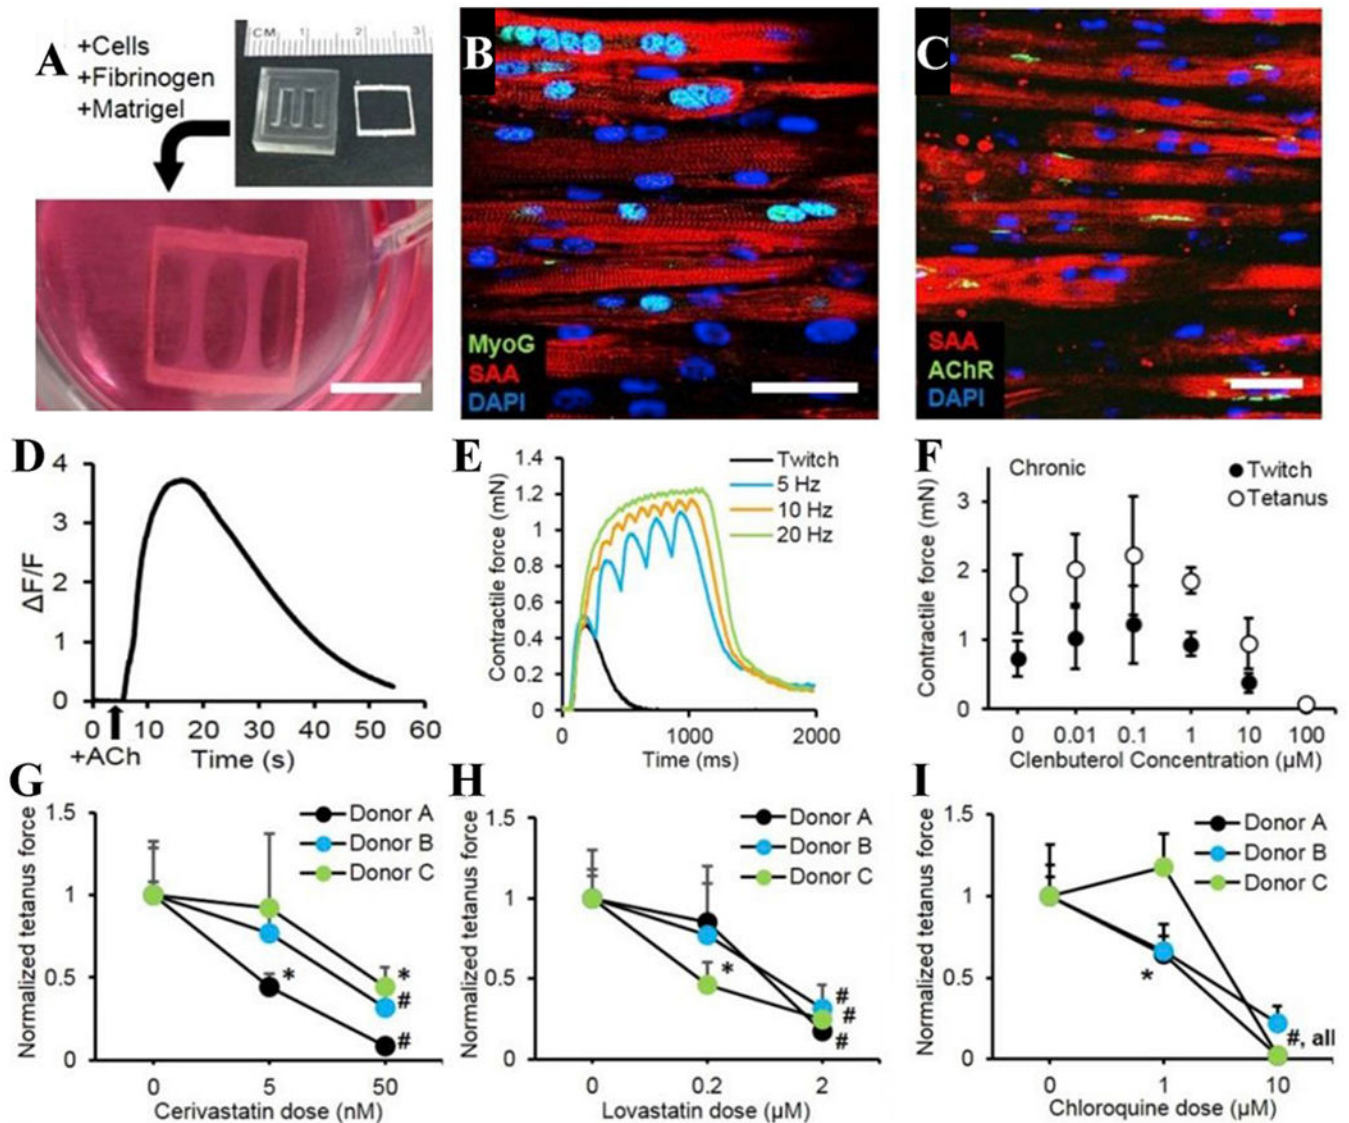 A
+Cells
+Fibrinogen
+Matrigel
CM 1 2 3
B
MyoG
SAA
DAPI
C
SAA
AChR
DAPI
D
4
3
2
1
0
ΔF/F
0 10 20 30 40 50 60
+ACh Time (s)
E
1.4
1.2
1
0.8
0.6
0.4
0.2
0
Contractile force (mN)
Twitch
5 Hz
10 Hz
20 Hz
0 1000 2000
Time (ms)
F
Chronic
Twitch
Tetanus
3
2
1
0
Contractile force (mN)
0 0.01 0.1 1 10 100
Clenbuterol Concentration (μM)
G
1.5
1
0.5
0
Normalized tetanus force
Donor A
Donor B
Donor C
*
*
#
#
0 5 50
Cerivastatin dose (nM)
H
1.5
1
0.5
0
Normalized tetanus force
Donor A
Donor B
Donor C
*
#
#
#
0 0.2 2
Lovastatin dose (μM)
I
1.5
1
0.5
0
Normalized tetanus force
Donor A
Donor B
Donor C
*
#, all
0 1 10
Chloroquine dose (μM)